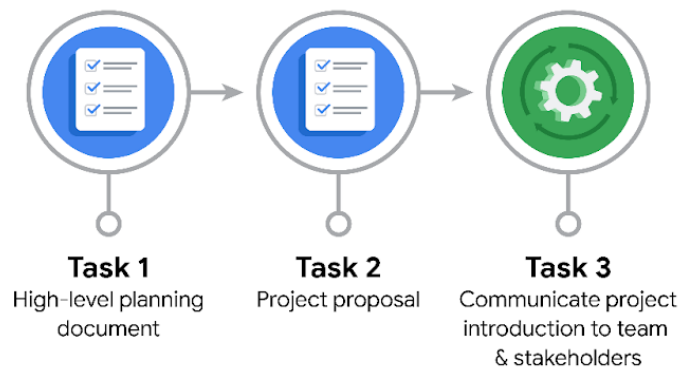 Task 1
High-level planning
document
Task 2
Project proposal
Task 3
Communicate project
introduction to team
& stakeholders